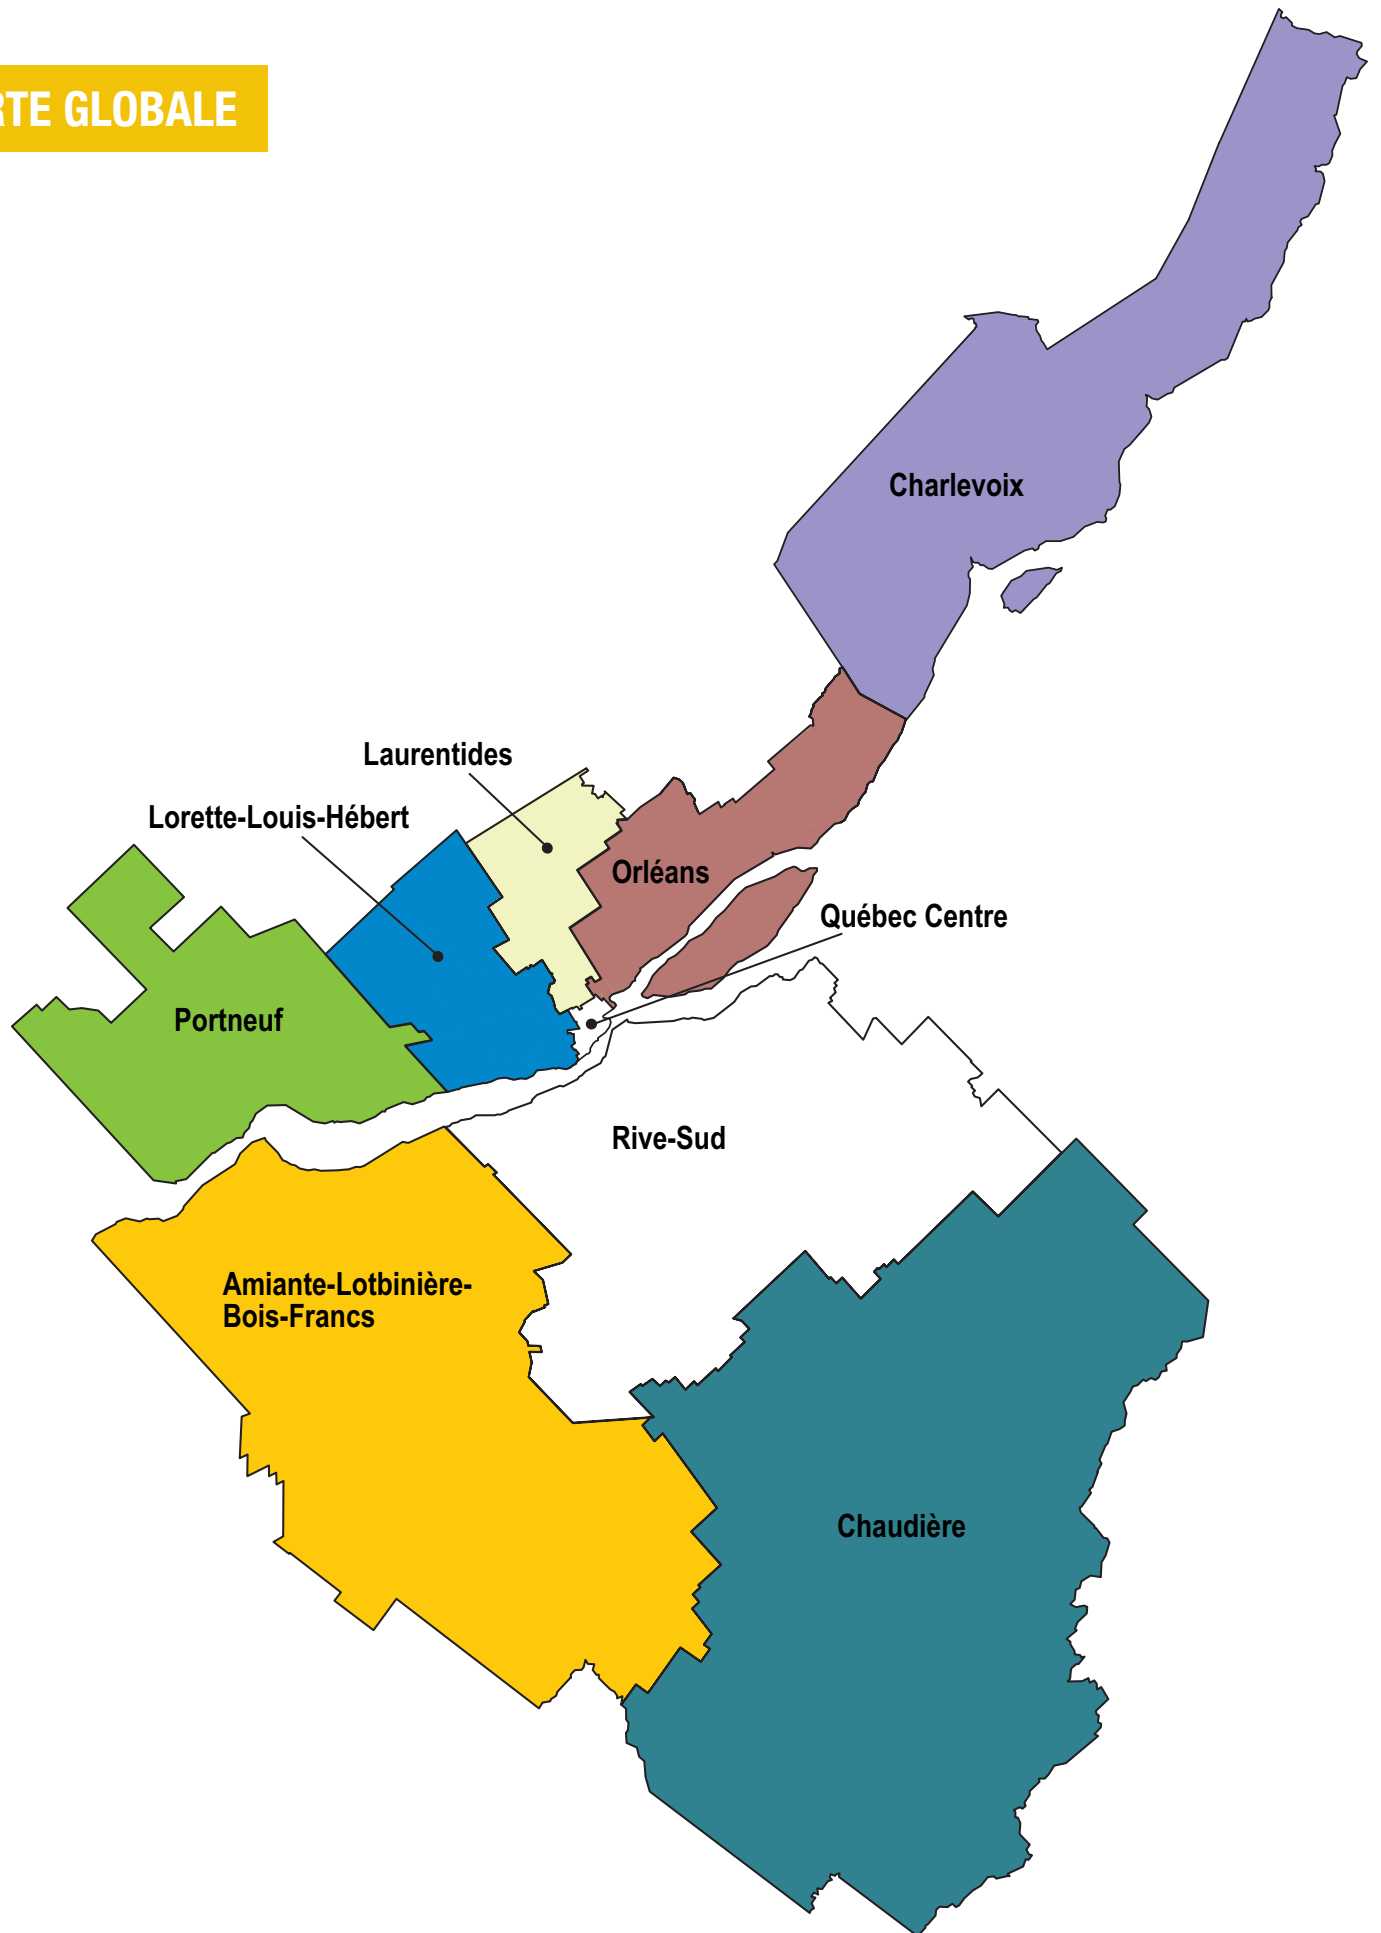 RTE GLOBALE
Charlevoix
Laurentides
Lorette-Louis-Hébert
Orléans
Québec Centre
Portneuf
Rive-Sud
Amiante-Lotbinière-
Bois-Francs
Chaudière